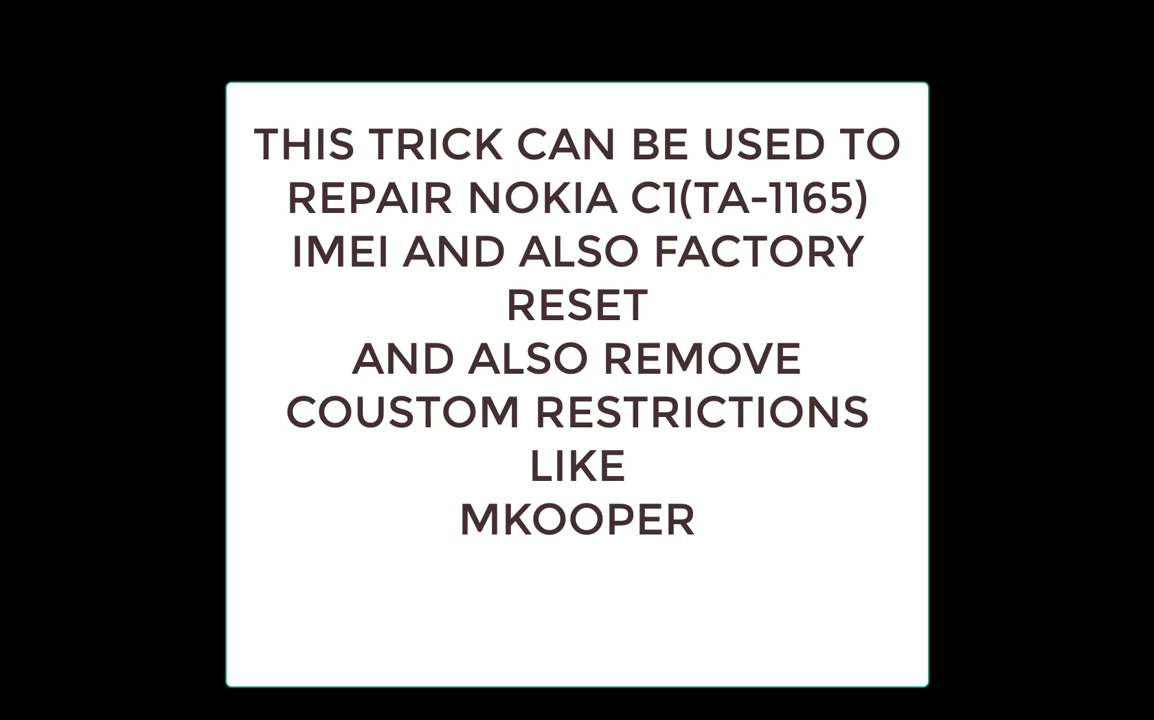 THIS TRICK CAN BE USED TO
REPAIR NOKIA C1(TA-1165)
IMEI AND ALSO FACTORY
RESET
AND ALSO REMOVE
COUSTOM RESTRICTIONS
LIKE
MKOOPER